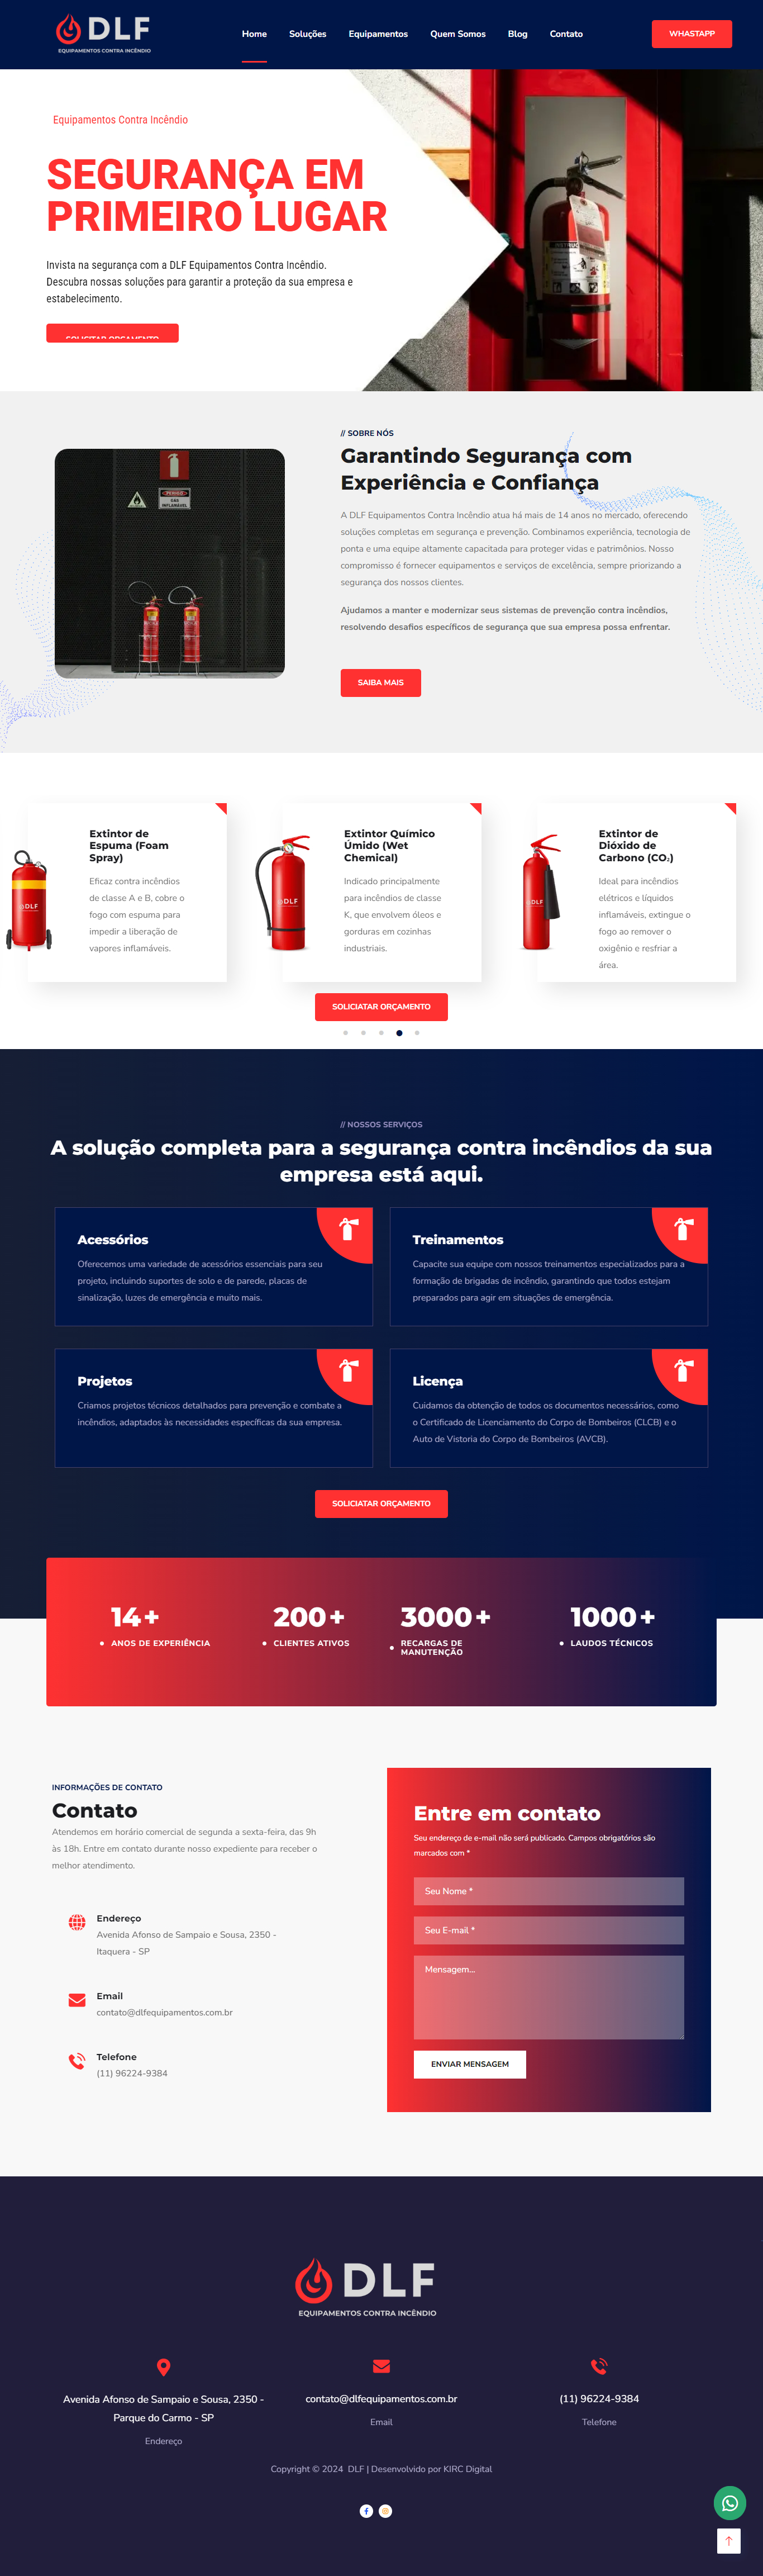 DLF
EQUIPAMENTOS CONTRA INCÊNDIO
Home
Soluções
Equipamentos
Quem Somos
Blog
Contato
WHASTAPP
Equipamentos Contra Incêndio
SEGURANÇA EM
PRIMEIRO LUGAR
Invista na segurança com a DLF Equipamentos Contra Incêndio.
Descubra nossas soluções para garantir a proteção da sua empresa e
estabelecimento.
SOLICITAR ORÇAMENTO
// SOBRE NÓS
Garantindo Segurança com
Experiência e Confiança
A DLF Equipamentos Contra Incêndio atua há mais de 14 anos no mercado, oferecendo
soluções completas em segurança e prevenção. Combinamos experiência, tecnologia de
ponta e uma equipe altamente capacitada para proteger vidas e patrimônios. Nosso
compromisso é fornecer equipamentos e serviços de excelência, sempre priorizando a
segurança dos nossos clientes.
Ajudamos a manter e modernizar seus sistemas de prevenção contra incêndios,
resolvendo desafios específicos de segurança que sua empresa possa enfrentar.
SAIBA MAIS
PERIGO
GÁS
INFLAMÁVEL
Extintor de
Espuma (Foam
Spray)
Eficaz contra incêndios
de classe A e B, cobre o
fogo com espuma para
impedir a liberação de
vapores inflamáveis.
DLF
Extintor Químico
Úmido (Wet
Chemical)
Indicado principalmente
para incêndios de classe
K, que envolvem óleos e
gorduras em cozinhas
industriais.
DLF
Extintor de
Dióxido de
Carbono (CO₂)
Ideal para incêndios
elétricos e líquidos
inflamáveis, extingue o
fogo ao remover o
oxigênio e resfriar a
área.
DLF
SOLICIATAR ORÇAMENTO
// NOSSOS SERVIÇOS
A solução completa para a segurança contra incêndios da sua
empresa está aqui.
Acessórios
Oferecemos uma variedade de acessórios essenciais para seu
projeto, incluindo suportes de solo e de parede, placas de
sinalização, luzes de emergência e muito mais.
Treinamentos
Capacite sua equipe com nossos treinamentos especializados para a
formação de brigadas de incêndio, garantindo que todos estejam
preparados para agir em situações de emergência.
Projetos
Criamos projetos técnicos detalhados para prevenção e combate a
incêndios, adaptados às necessidades específicas da sua empresa.
Licença
Cuidamos da obtenção de todos os documentos necessários, como
o Certificado de Licenciamento do Corpo de Bombeiros (CLCB) e o
Auto de Vistoria do Corpo de Bombeiros (AVCB).
SOLICIATAR ORÇAMENTO
14+
ANOS DE EXPERIÊNCIA
200+
CLIENTES ATIVOS
3000+
RECARGAS DE
MANUTENÇÃO
1000+
LAUDOS TÉCNICOS
INFORMAÇÕES DE CONTATO
Contato
Atendemos em horário comercial de segunda a sexta-feira, das 9h
às 18h. Entre em contato durante nosso expediente para receber o
melhor atendimento.
Endereço
Avenida Afonso de Sampaio e Sousa, 2350 -
Itaquera - SP
Email
contato@dlfequipamentos.com.br
Telefone
(11) 96224-9384
Entre em contato
Seu endereço de e-mail não será publicado. Campos obrigatórios são
marcados com *
Seu Nome *
Seu E-mail *
Mensagem...
ENVIAR MENSAGEM
DLF
EQUIPAMENTOS CONTRA INCÊNDIO
Avenida Afonso de Sampaio e Sousa, 2350 -
Parque do Carmo - SP
Endereço
contato@dlfequipamentos.com.br
Email
(11) 96224-9384
Telefone
Copyright © 2024 DLF | Desenvolvido por KIRC Digital